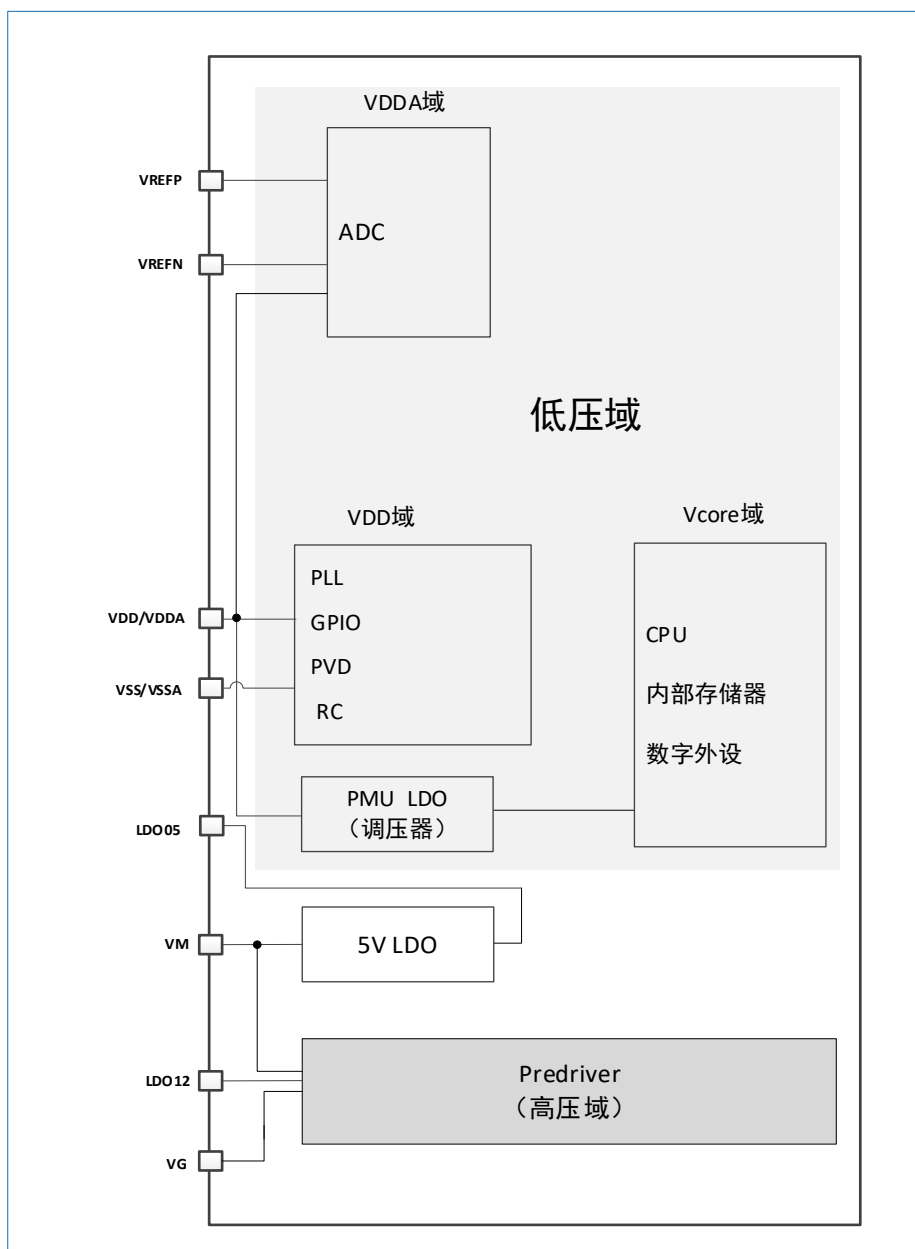 VDDA域
VREFP
ADC
VREFN
低压域
VDD域
Vcore域
PLL
VDD/VDDA
GPIO
CPU
PVD
VSS/VSSA
内部存储器
RC
数字外设
PMU LDO
（调压器）
LDO05
VM
5V LDO
Predriver
（高压域）
LDO12
VG